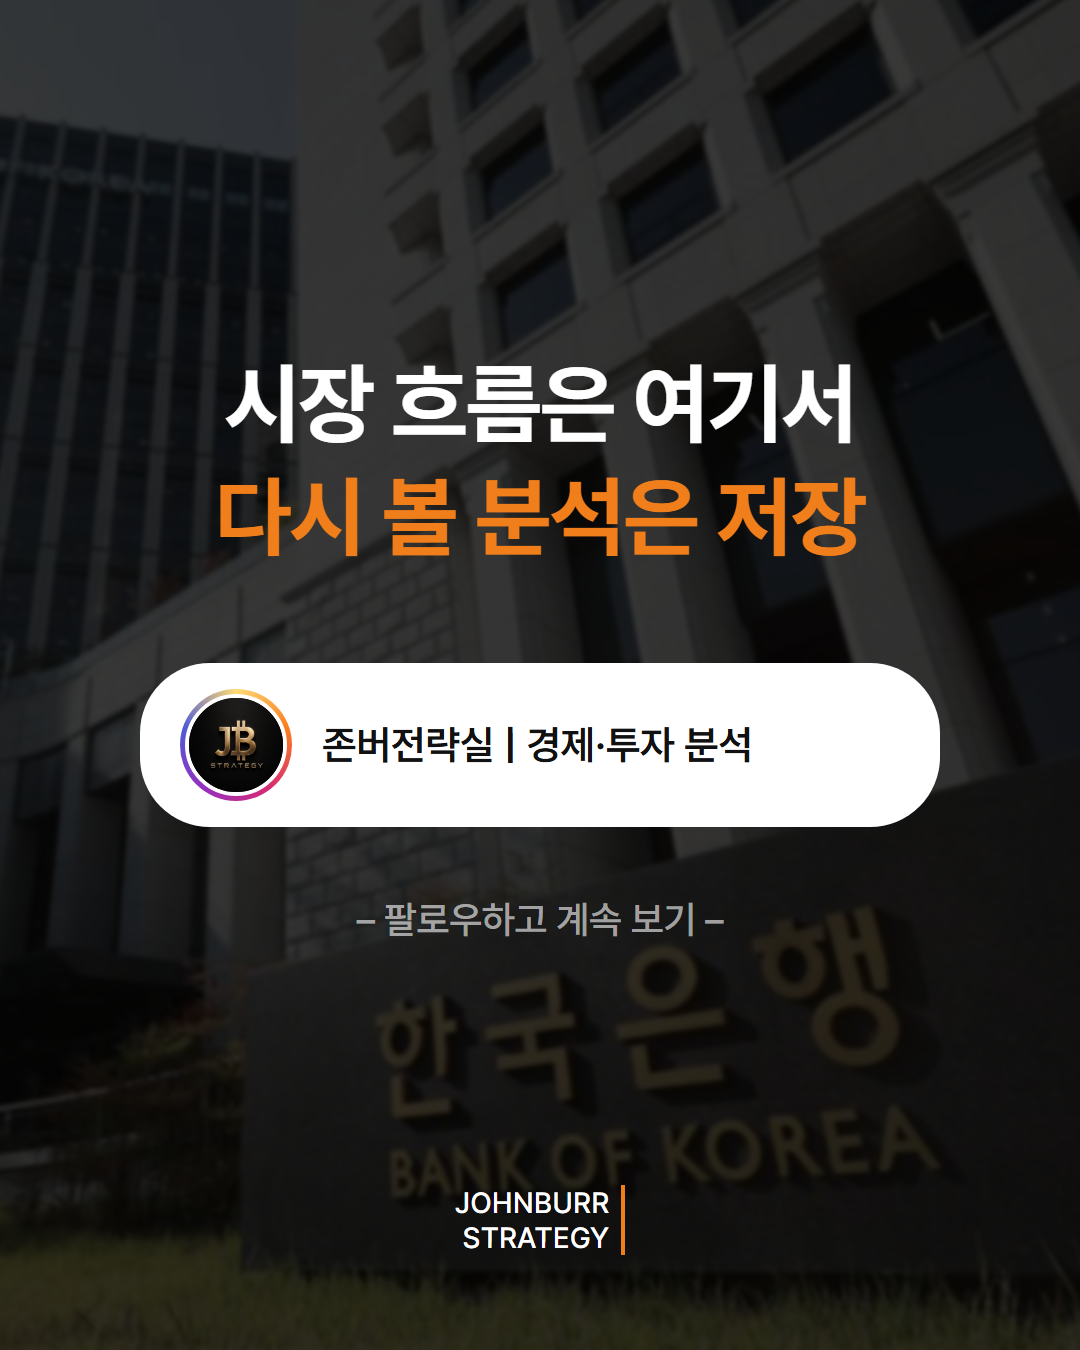 시장 흐름은 여기서
다시 볼 분석은 저장
JB
STRATEGY
존버전략실 | 경제·투자 분석
– 팔로우하고 계속 보기 –
한국은행
BANK OF KOREA
JOHNBURR
STRATEGY